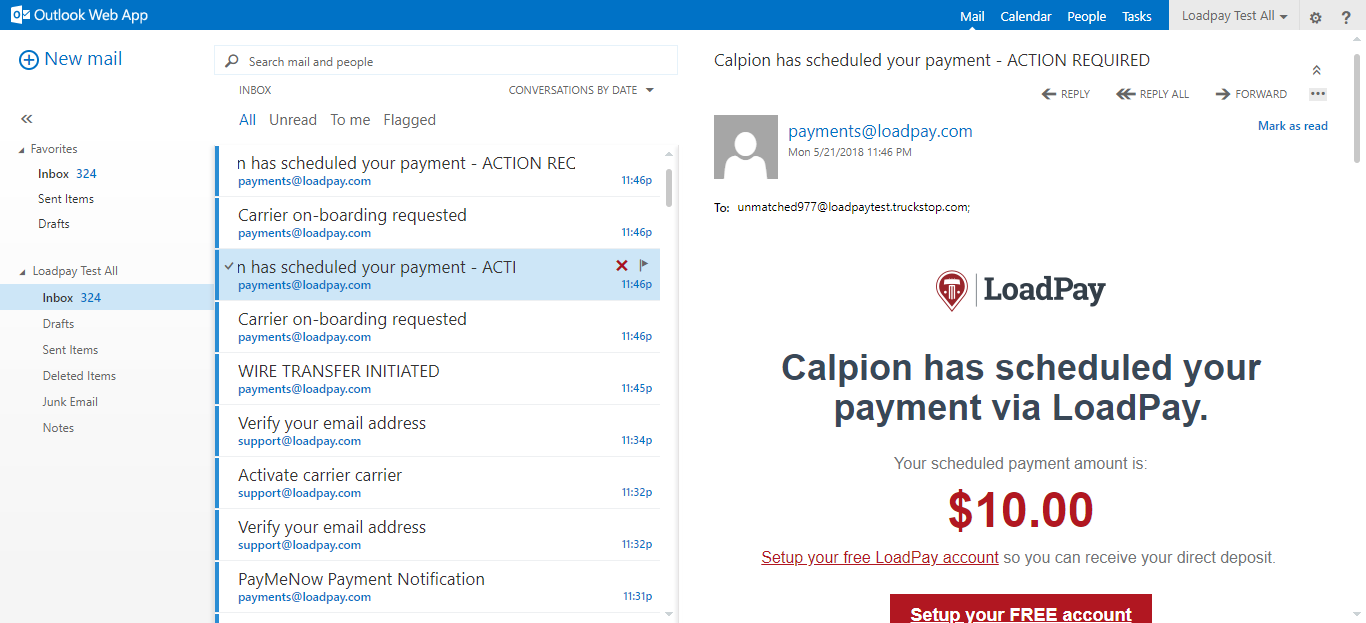 Outlook Web App
Mail Calendar People Tasks Loadpay Test All ?
New mail
Favorites
Inbox 324
Sent Items
Drafts
Loadpay Test All
Inbox 324
Drafts
Sent Items
Deleted Items
Junk Email
Notes
Search mail and people
INBOX CONVERSATIONS BY DATE
All Unread To me Flagged
n has scheduled your payment - ACTION REC
payments@loadpay.com 11:46p
Carrier on-boarding requested
payments@loadpay.com 11:46p
n has scheduled your payment - ACTI
payments@loadpay.com 11:46p
Carrier on-boarding requested
payments@loadpay.com 11:46p
WIRE TRANSFER INITIATED
payments@loadpay.com 11:45p
Verify your email address
support@loadpay.com 11:34p
Activate carrier carrier
support@loadpay.com 11:32p
Verify your email address
support@loadpay.com 11:32p
PayMeNow Payment Notification
payments@loadpay.com 11:31p
Calpion has scheduled your payment - ACTION REQUIRED
REPLY REPLY ALL FORWARD
payments@loadpay.com Mark as read
Mon 5/21/2018 11:46 PM
To: unmatched977@loadpaytest.truckstop.com;
LoadPay
Calpion has scheduled your
payment via LoadPay.
Your scheduled payment amount is:
$10.00
Setup your free LoadPay account so you can receive your direct deposit.
Setup your FREE account